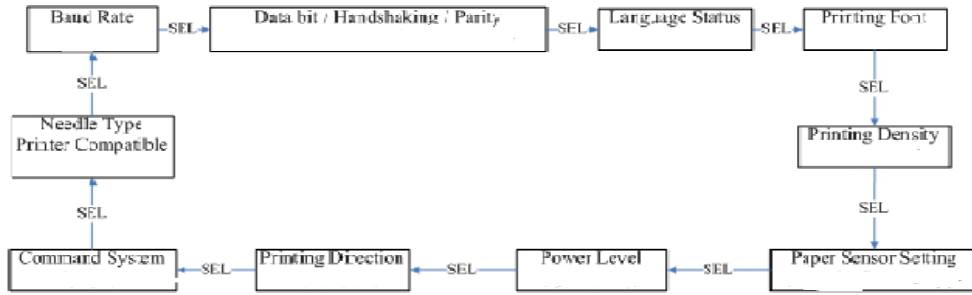 Baud Rate
SEL
Data bit / Handshaking / Parity
SEL
Language Status
SEL
Printing Font
SEL
SEL
Needle Type
Printer Compatible
Printing Density
SEL
SEL
Command System
SEL
Printing Direction
SEL
Power Level
SEL
Paper Sensor Setting